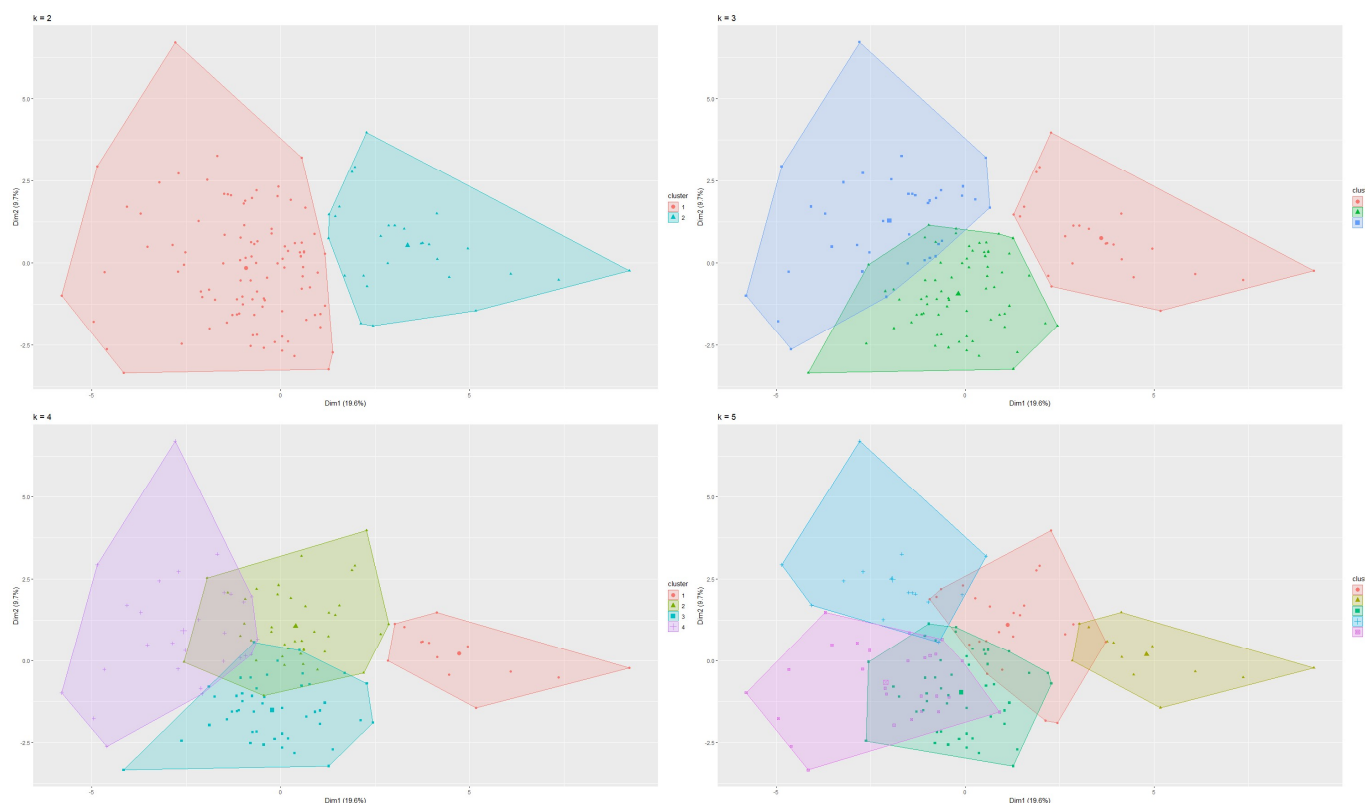 k = 2
5.0
2.5
0.0
-2.5
Dim2 (9.7%)
-5
0
5
Dim1 (19.6%)
cluster
1
2
k = 3
5.0
2.5
0.0
-2.5
Dim2 (9.7%)
-5
0
5
Dim1 (19.6%)
clus
k = 4
5.0
2.5
0.0
-2.5
Dim2 (9.7%)
-5
0
5
Dim1 (19.6%)
cluster
1
2
3
4
k = 5
5.0
2.5
0.0
-2.5
Dim2 (9.7%)
-5
0
5
Dim1 (19.6%)
clus